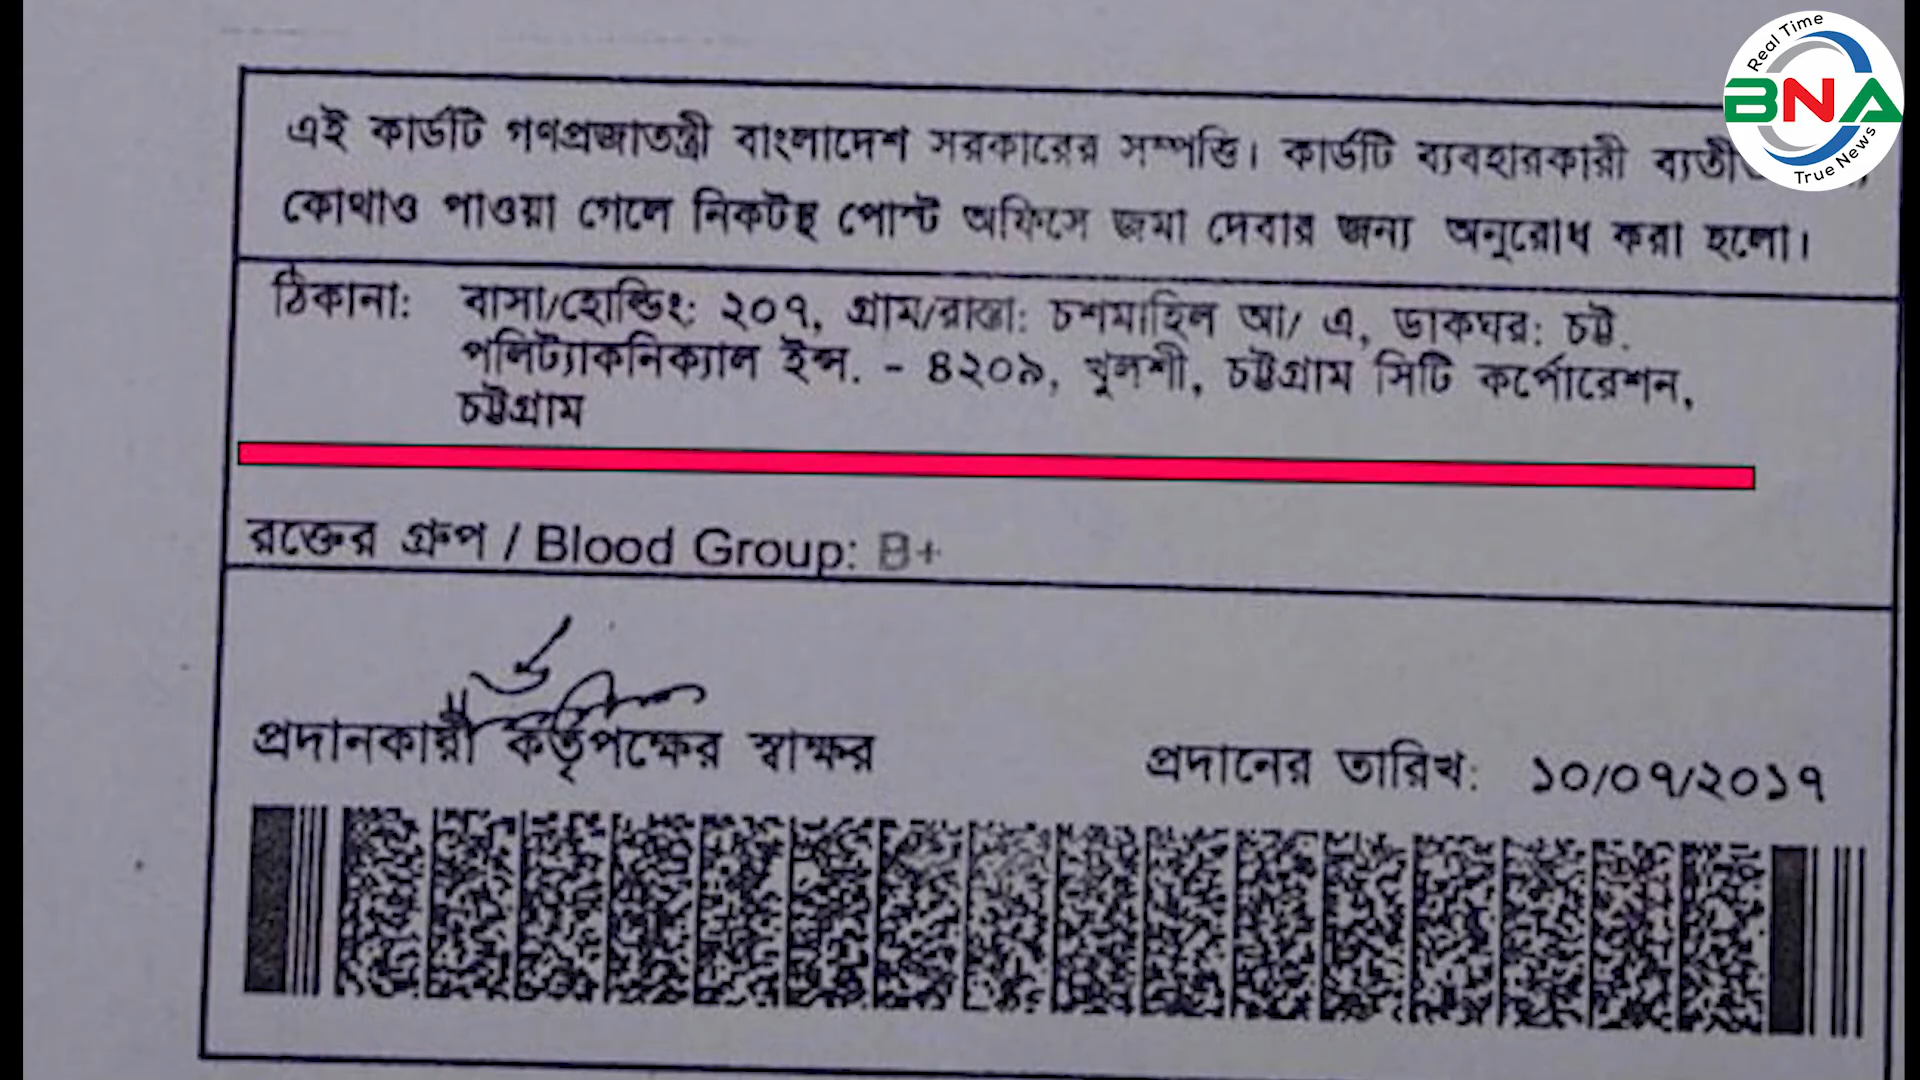 Real Time
BNA
True News
এই কার্ডটি গণপ্রজাতন্ত্রী বাংলাদেশ সরকারের সম্পত্তি। কার্ডটি ব্যবহারকারী
কোথাও পাওয়া গেলে নিকটস্থ পোস্ট অফিসে জমা দেবার জন্য অনুরোধ করা হলো।
ঠিকানা: বাসা/হোল্ডিং: ২০৭, গ্রাম/রাস্তা: চশমাহিল আ/ এ, ডাকঘর: চট্ট.
পলিট্যাকনিক্যাল ইন্স. - ৪২০৯, খুলশী, চট্টগ্রাম সিটি কর্পোরেশন,
চট্টগ্রাম
রক্তের গ্রুপ / Blood Group: B+
প্রদানকারী কর্তৃপক্ষের স্বাক্ষর প্রদানের তারিখ: ১০/০৭/২০১৭